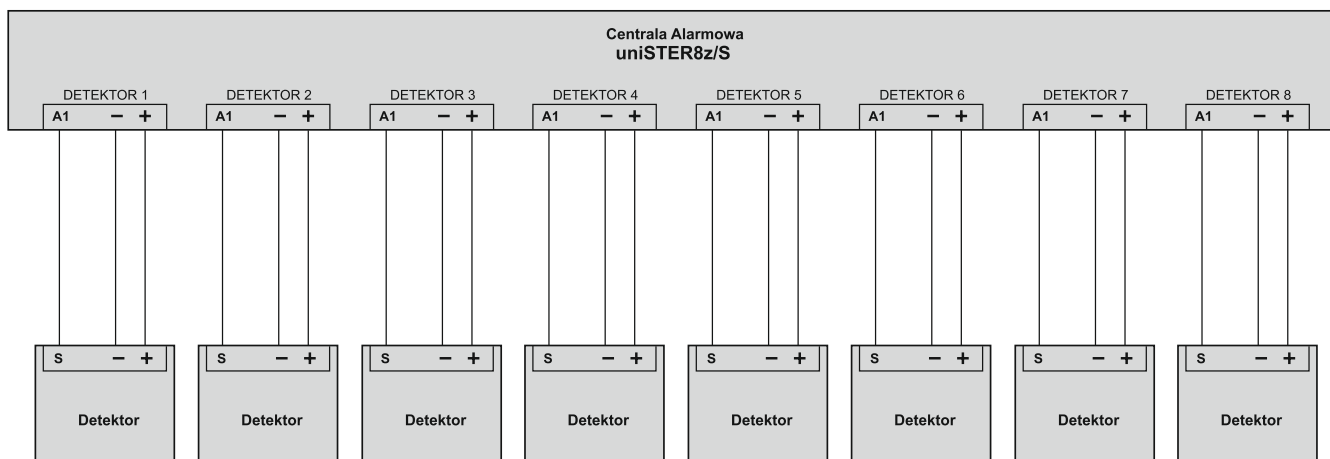 Centrala Alarmowa
uniSTER8z/S
DETEKTOR 1 DETEKTOR 2 DETEKTOR 3 DETEKTOR 4 DETEKTOR 5 DETEKTOR 6 DETEKTOR 7 DETEKTOR 8
A1 − + A1 − + A1 − + A1 − + A1 − + A1 − + A1 − + A1 − +
S − + S − + S − + S − + S − + S − + S − + S − +
Detektor Detektor Detektor Detektor Detektor Detektor Detektor Detektor